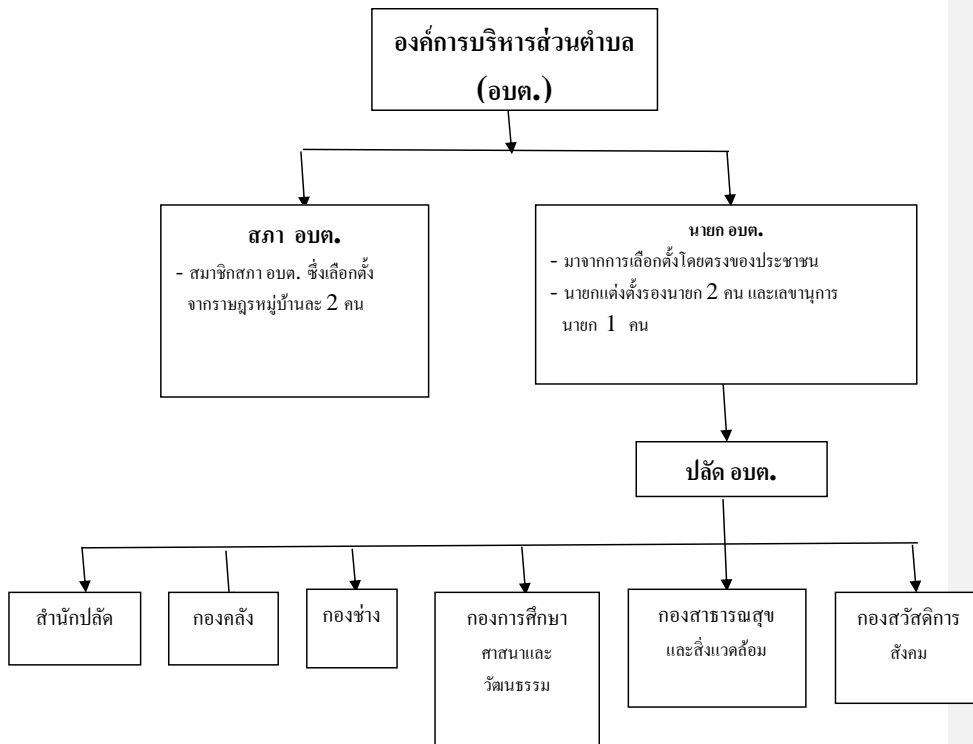 องค์การบริหารส่วนตำบล
(อบต.)
สภา อบต.
- สมาชิกสภา อบต. ซึ่งเลือกตั้ง
จากราษฎรหมู่บ้านละ 2 คน
นายก อบต.
- มาจากการเลือกตั้งโดยตรงของประชาชน
- นายกแต่งตั้งรองนายก 2 คน และเลขานุการ
นายก 1 คน
ปลัด อบต.
สำนักปลัด
กองคลัง
กองช่าง
กองการศึกษา
ศาสนาและ
วัฒนธรรม
กองสาธารณสุข
และสิ่งแวดล้อม
กองสวัสดิการ
สังคม